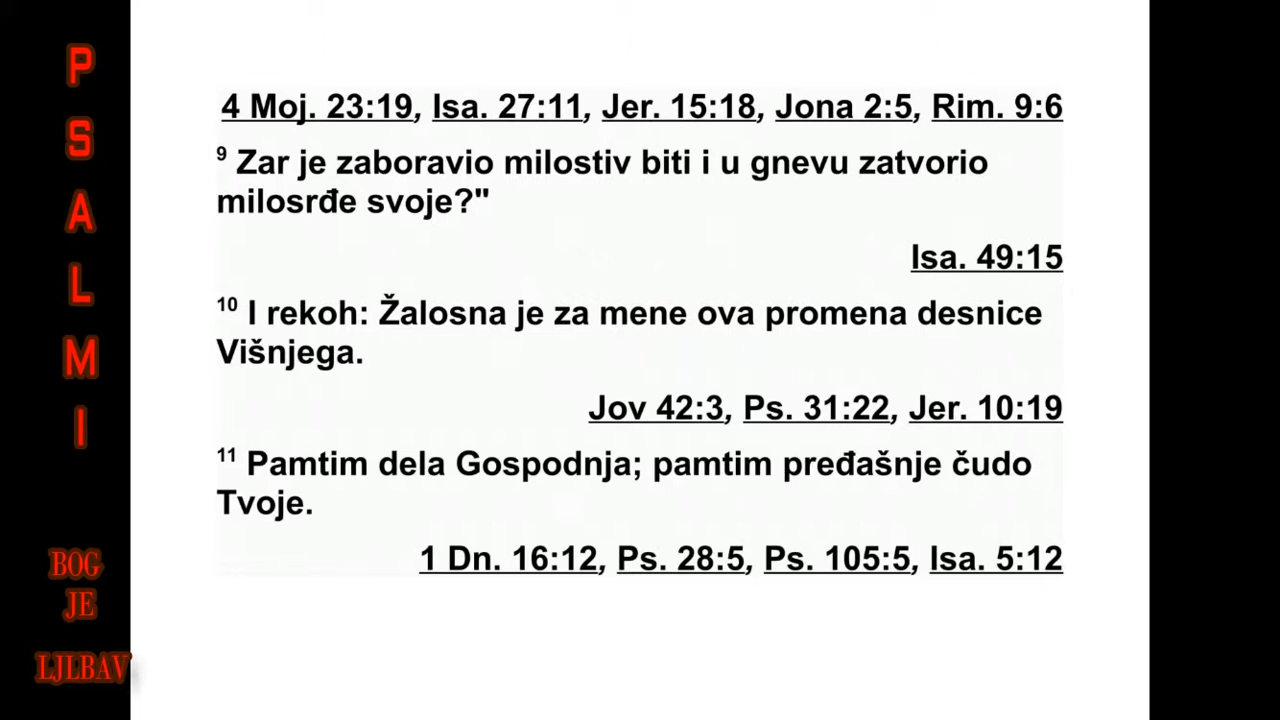 PSALMI
BOG
JE
LJLBAV
4 Moj. 23:19, Isa. 27:11, Jer. 15:18, Jona 2:5, Rim. 9:6
9 Zar je zaboravio milostiv biti i u gnevu zatvorio
milosrđe svoje?"
Isa. 49:15
10 I rekoh: Žalosna je za mene ova promena desnice
Višnjega.
Jov 42:3, Ps. 31:22, Jer. 10:19
11 Pamtim dela Gospodnja; pamtim pređašnje čudo
Tvoje.
1 Dn. 16:12, Ps. 28:5, Ps. 105:5, Isa. 5:12